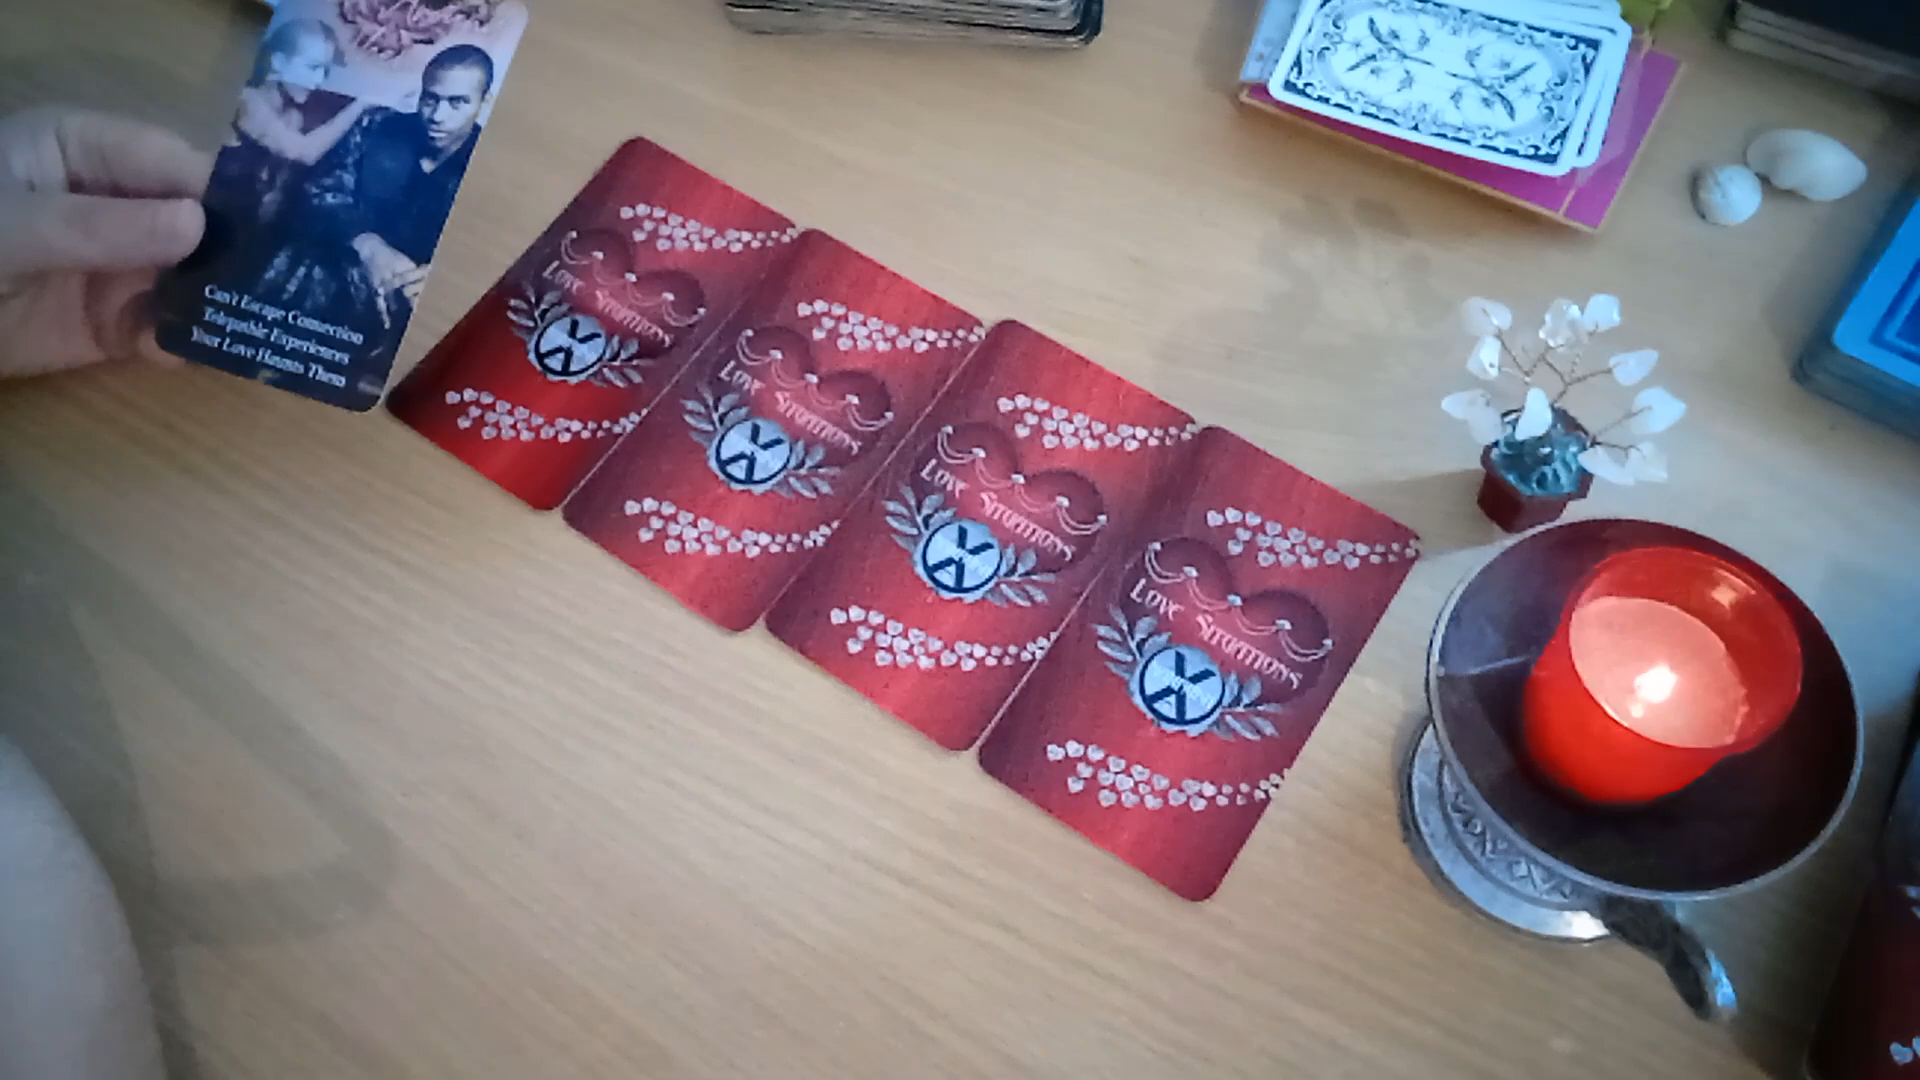 Can't Escape Connection
Telepathic Experiences
Your Love Haunts Them
Love Situations
Love Situations
Love Situations
Love Situations